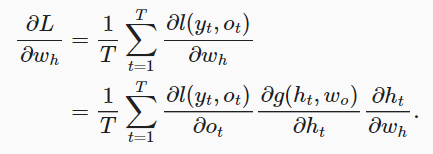 ∂L/∂w_h = 1/T ∑_{t=1}^{T} ∂l(y_t, o_t)/∂w_h
= 1/T ∑_{t=1}^{T} ∂l(y_t, o_t)/∂o_t ∂g(h_t, w_o)/∂h_t ∂h_t/∂w_h.